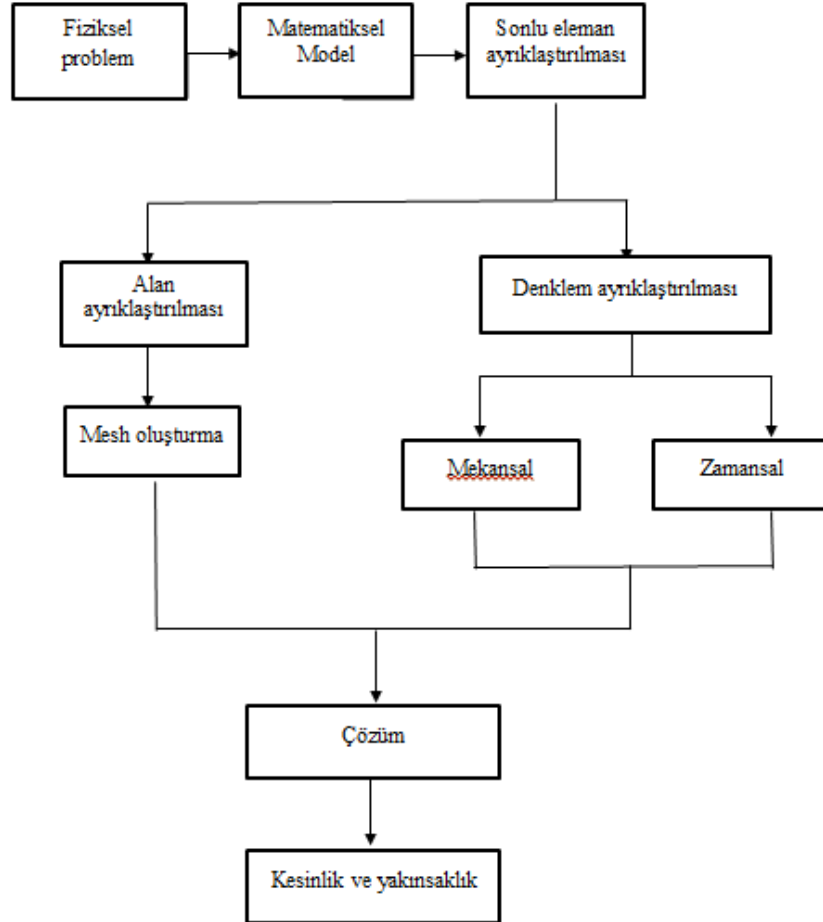 Fiziksel
problem
Matematiksel
Model
Sonlu eleman
ayrıklaştırılması
Alan
ayrıklaştırılması
Denklem ayrıklaştırılması
Mesh oluşturma
Mekansal
Zamansal
Çözüm
Kesinlik ve yakınsaklık